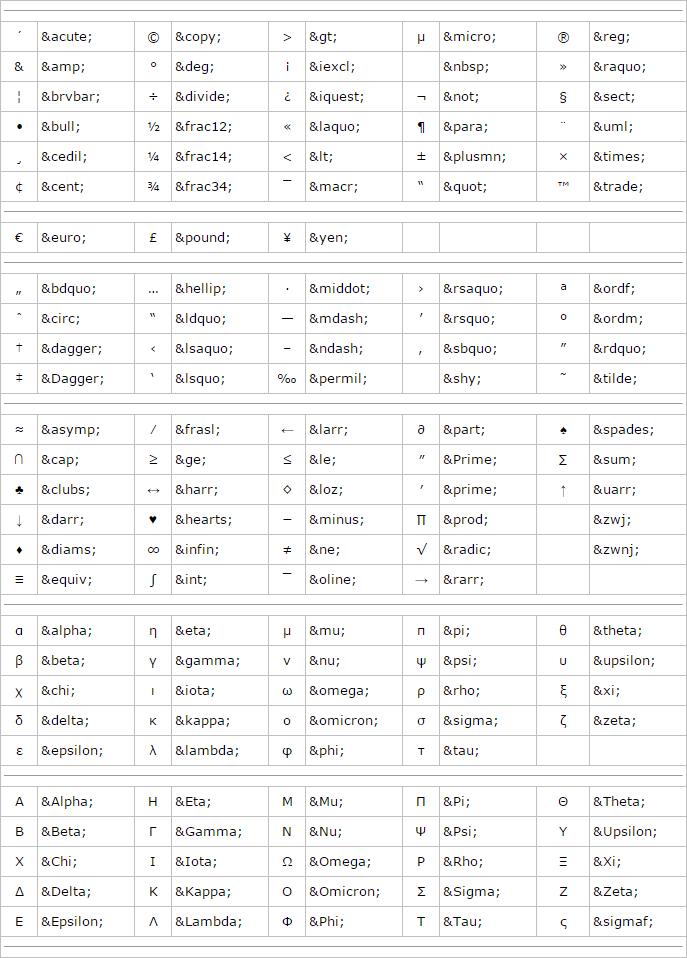 ´ &acute; © &copy; > &gt; µ &micro; ® &reg;
& &amp; ° &deg; ¡ &iexcl; &nbsp; » &raquo;
¦ &brvbar; ÷ &divide; ¿ &iquest; ¬ &not; § &sect;
• &bull; ½ &frac12; « &laquo; ¶ &para; ¨ &uml;
¸ &cedil; ¼ &frac14; < &lt; ± &plusmn; × &times;
¢ &cent; ¾ &frac34; ¯ &macr; “ &quot; ™ &trade;
€ &euro; £ &pound; ¥ &yen;
„ &bdquo; … &hellip; · &middot; › &rsaquo; ª &ordf;
ˆ &circ; “ &ldquo; — &mdash; ’ &rsquo; º &ordm;
† &dagger; ‹ &lsaquo; – &ndash; ‚ &sbquo; ” &rdquo;
‡ &Dagger; ‘ &lsquo; ‰ &permil; &shy; ˜ &tilde;
≈ &asymp; ⁄ &frasl; ← &larr; ∂ &part; ♠ &spades;
∩ &cap; ≥ &ge; ≤ &le; ″ &Prime; ∑ &sum;
♣ &clubs; ↔ &harr; ◊ &loz; ′ &prime; ↑ &uarr;
↓ &darr; ♥ &hearts; − &minus; ∏ &prod; &zwj;
♦ &diams; ∞ &infin; ≠ &ne; √ &radic; &zwnj;
≡ &equiv; ∫ &int; ‾ &oline; → &rarr;
α &alpha; η &eta; μ &mu; π &pi; θ &theta;
β &beta; γ &gamma; ν &nu; ψ &psi; υ &upsilon;
χ &chi; ι &iota; ω &omega; ρ &rho; ξ &xi;
δ &delta; κ &kappa; ο &omicron; σ &sigma; ζ &zeta;
ε &epsilon; λ &lambda; φ &phi; τ &tau;
Α &Alpha; Η &Eta; Μ &Mu; Π &Pi; Θ &Theta;
Β &Beta; Γ &Gamma; Ν &Nu; Ψ &Psi; Υ &Upsilon;
Χ &Chi; Ι &Iota; Ω &Omega; Ρ &Rho; Ξ &Xi;
Δ &Delta; Κ &Kappa; Ο &Omicron; Σ &Sigma; Ζ &Zeta;
Ε &Epsilon; Λ &Lambda; Φ &Phi; Τ &Tau; ς &sigmaf;